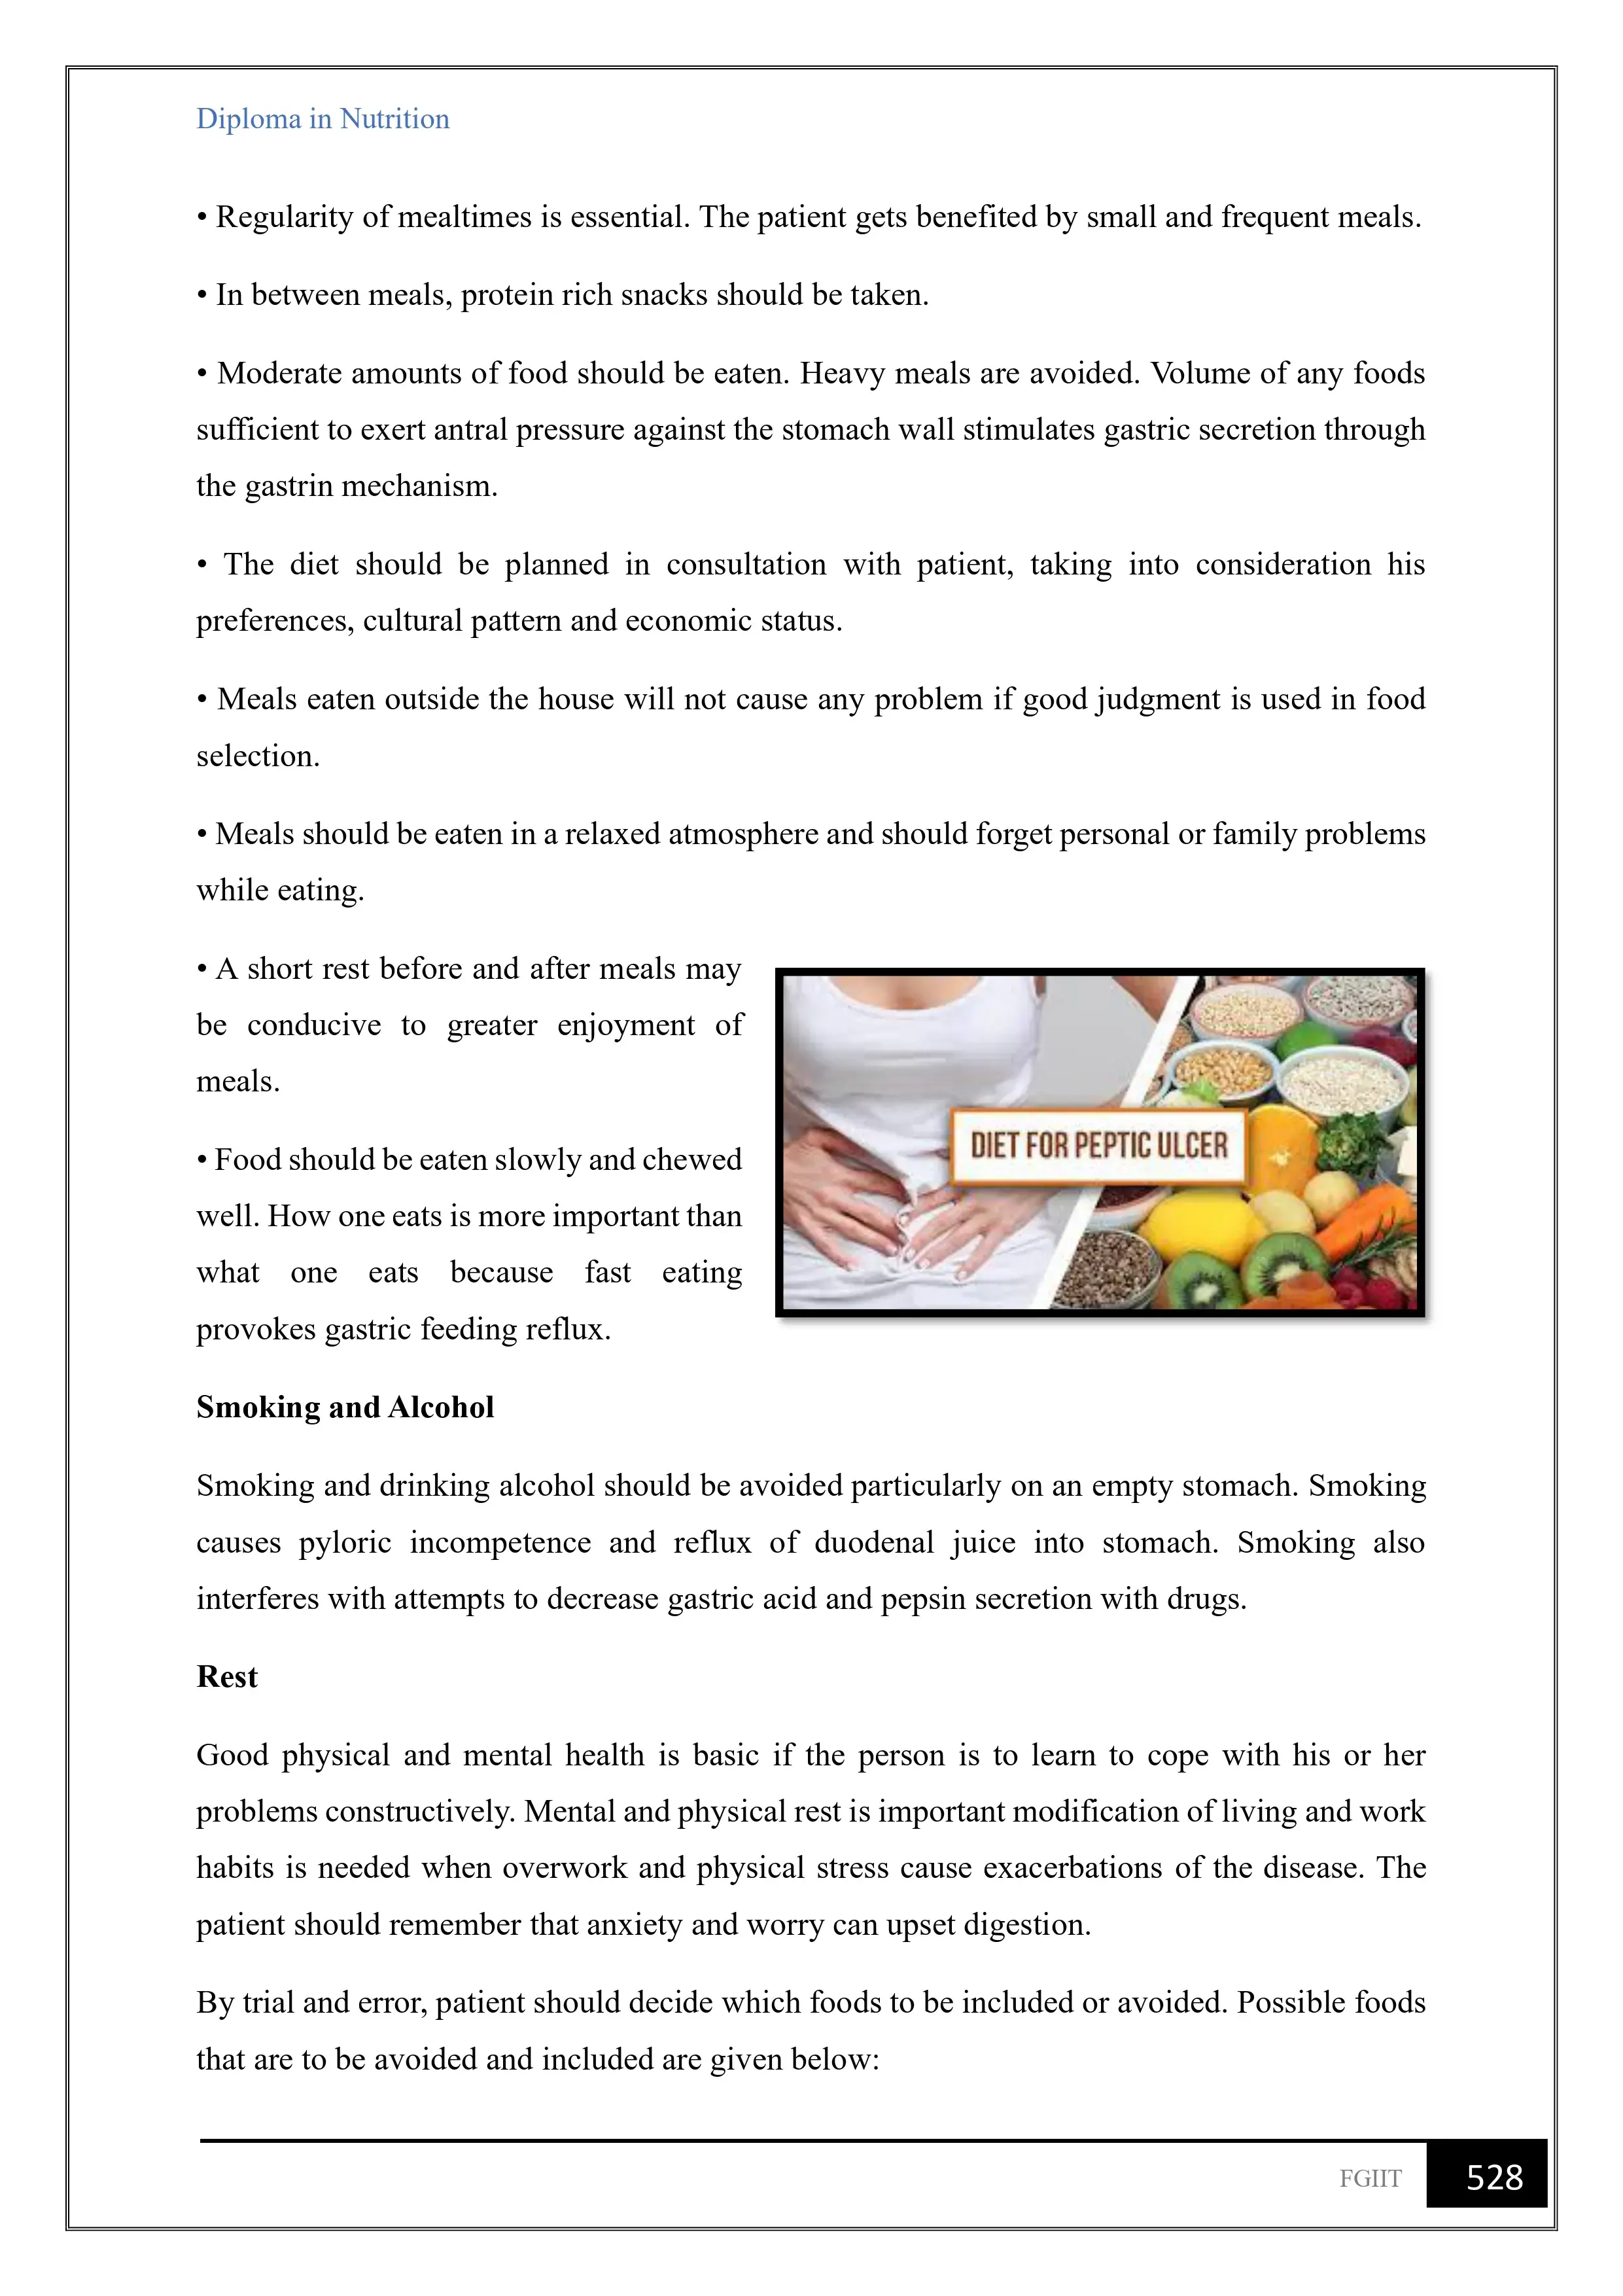 Diploma in Nutrition
• Regularity of mealtimes is essential. The patient gets benefited by small and frequent meals.
• In between meals, protein rich snacks should be taken.
• Moderate amounts of food should be eaten. Heavy meals are avoided. Volume of any foods
sufficient to exert antral pressure against the stomach wall stimulates gastric secretion through
the gastrin mechanism.
• The diet should be planned in consultation with patient, taking into consideration his
preferences, cultural pattern and economic status.
• Meals eaten outside the house will not cause any problem if good judgment is used in food
selection.
• Meals should be eaten in a relaxed atmosphere and should forget personal or family problems
while eating.
• A short rest before and after meals may
be conducive to greater enjoyment of
meals.
• Food should be eaten slowly and chewed
well. How one eats is more important than
what one eats because fast eating
provokes gastric feeding reflux.
DIET FOR PEPTIC ULCER
Smoking and Alcohol
Smoking and drinking alcohol should be avoided particularly on an empty stomach. Smoking
causes pyloric incompetence and reflux of duodenal juice into stomach. Smoking also
interferes with attempts to decrease gastric acid and pepsin secretion with drugs.
Rest
Good physical and mental health is basic if the person is to learn to cope with his or her
problems constructively. Mental and physical rest is important modification of living and work
habits is needed when overwork and physical stress cause exacerbations of the disease. The
patient should remember that anxiety and worry can upset digestion.
By trial and error, patient should decide which foods to be included or avoided. Possible foods
that are to be avoided and included are given below:
FGIIT
528